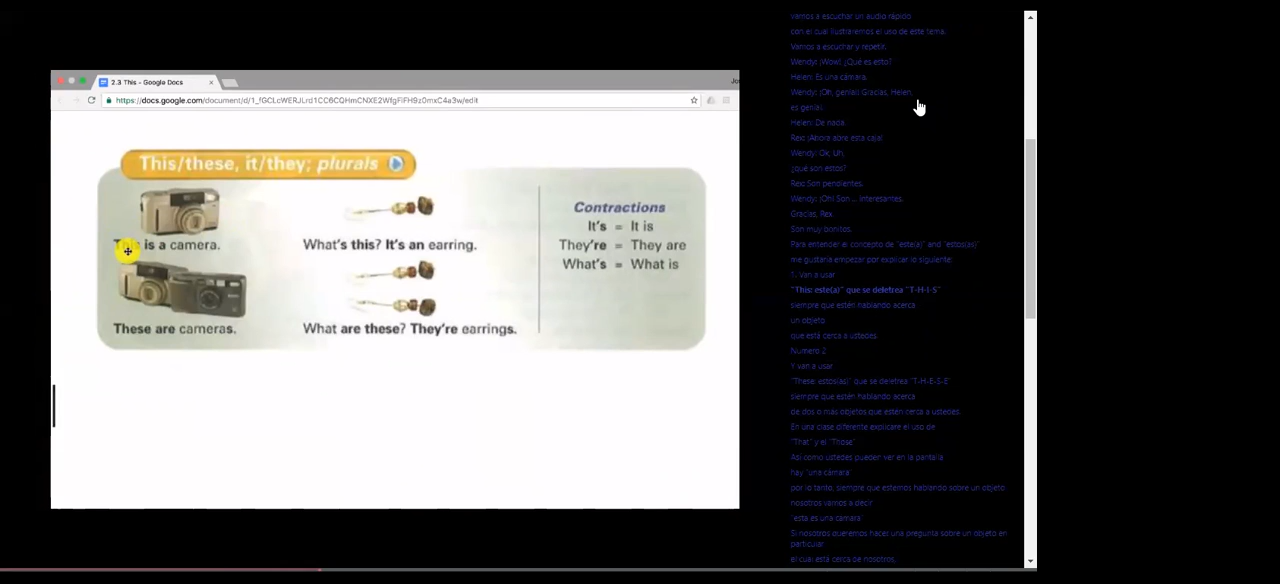 2.3 This - Google Docs
https://docs.google.com/document/d/1_fGCLcWERJLrd1CC6CQHmCNXE2WfgFIFH9z0mxC4a3w/edit
This/these, it/they; plurals
This is a camera.
What's this? It's an earring.
These are cameras.
What are these? They're earrings.
Contractions
It's = It is
They're = They are
What's = What is
vamos a escuchar un audio rápido
con el cual ilustraremos el uso de este tema.
Vamos a escuchar y repetir.
Wendy: ¡Wow! ¿Qué es esto?
Helen: Es una cámara.
Wendy: ¡Oh, genial! Gracias, Helen,
es genial.
Helen: De nada.
Rex: ¡Ahora abre esta caja!
Wendy: Ok, Uh,
¿qué son estos?
Rex: Son pendientes.
Wendy: ¡Oh! Son ... interesantes.
Gracias, Rex.
Son muy bonitos.
Para entender el concepto de "este(a)" and "estos(as)"
me gustaría empezar por explicar lo siguiente:
1. Van a usar
"This: este(a)" que se deletrea "T-H-I-S"
siempre que estén hablando acerca
un objeto
que está cerca a ustedes.
Numero 2
Y van a usar
"These, estos(as)" que se deletrea "T-H-E-S-E"
siempre que estén hablando acerca
de dos o más objetos que estén cerca a ustedes.
En una clase diferente explicaré el uso de
"That" y el "Those"
Así como ustedes pueden ver en la pantalla
hay "una cámara"
por lo tanto, siempre que estemos hablando sobre un objeto
nosotros vamos a decir
"esta es una cámara"
Si nosotros queremos hacer una pregunta sobre un objeto en
particular
el cual está cerca de nosotros,